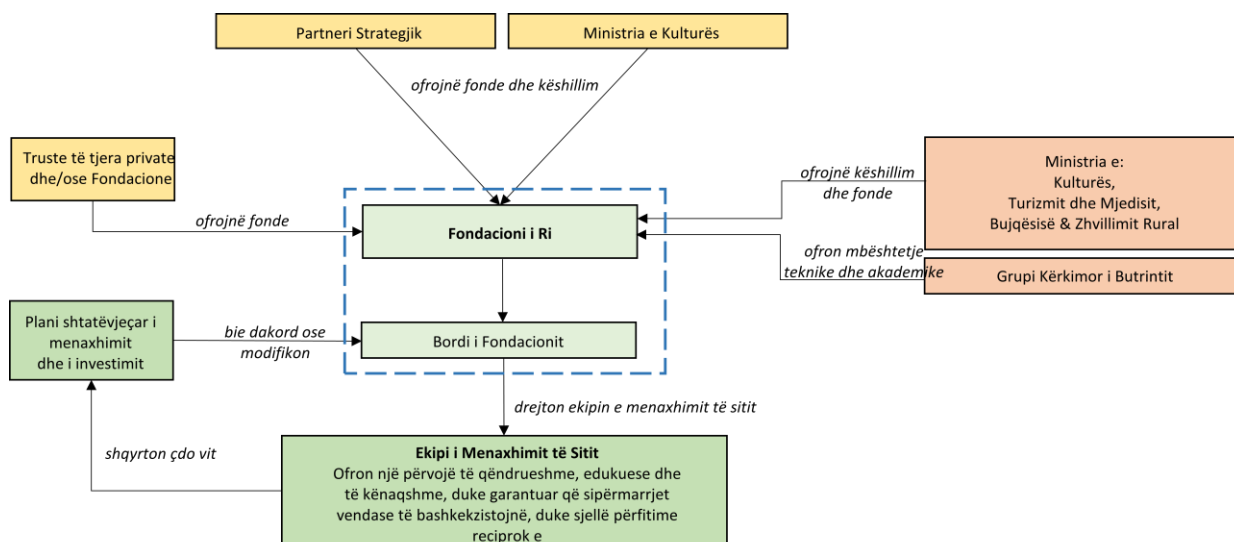 Partneri Strategjik
Ministria e Kulturës
ofrojnë fonde dhe këshillim
Truste të tjera private
dhe/ose Fondacione
ofrojnë fonde
Fondacioni i Ri
ofrojnë këshillim
dhe fonde
Ministria e:
Kulturës,
Turizmit dhe Mjedisit,
Bujqësisë & Zhvillimit Rural
ofron mbështetje
teknike dhe akademike
Grupi Kërkimor i Butrintit
Plani shtatëvjeçar i
menaxhimit
dhe i investimit
bie dakord ose
modifikon
Bordi i Fondacionit
drejton ekipin e menaxhimit të sitit
shqyrton çdo vit
Ekipi i Menaxhimit të Sitit
Ofron një përvojë të qëndrueshme, edukuese dhe
të kënaqshme, duke garantuar që sipërmarrjet
vendase të bashkekzistojnë, duke sjellë përfitime
reciprok e